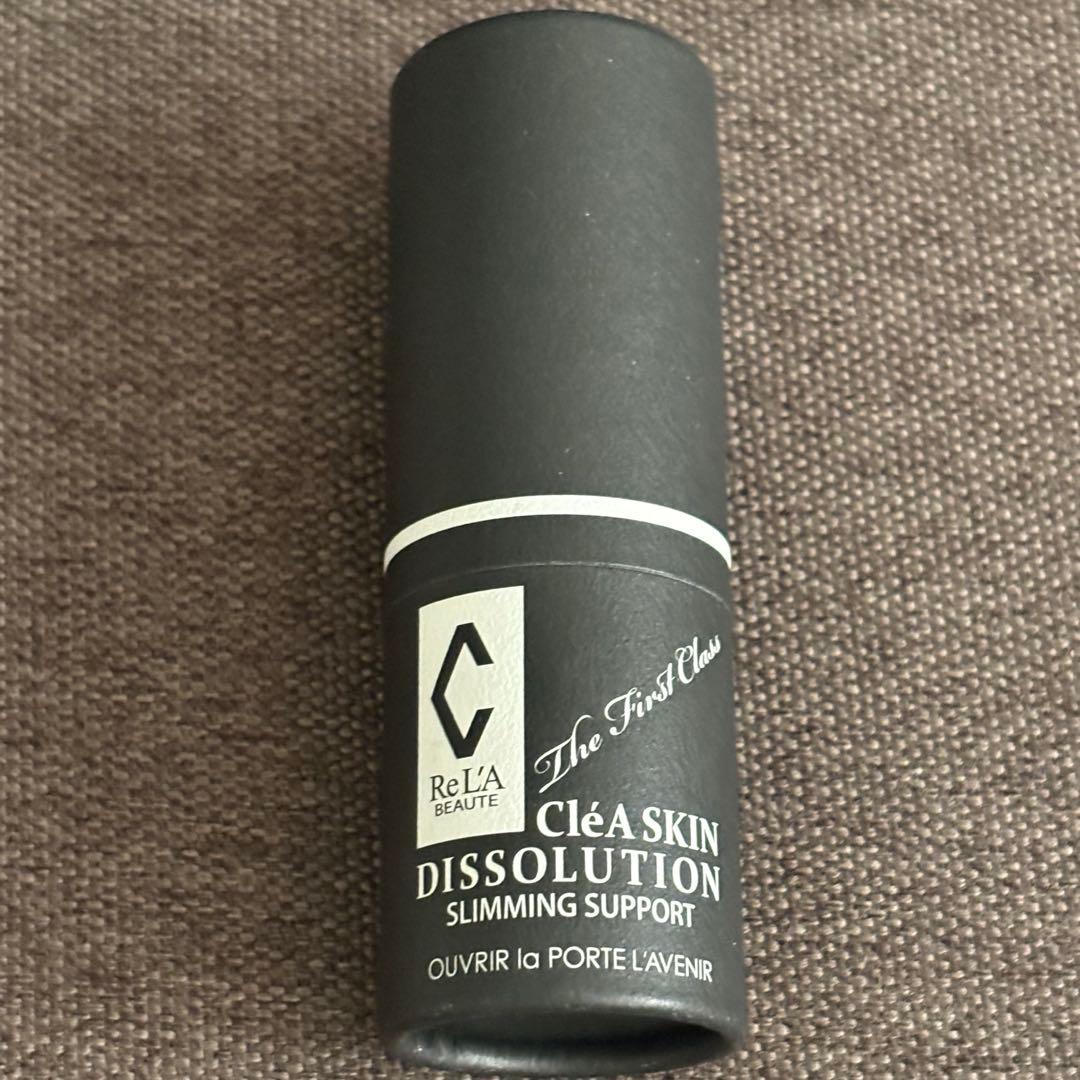 C
ReL'A
BEAUTE
The First Class
CléA SKIN
DISSOLUTION
SLIMMING SUPPORT
OUVRIR la PORTE L'AVENIR